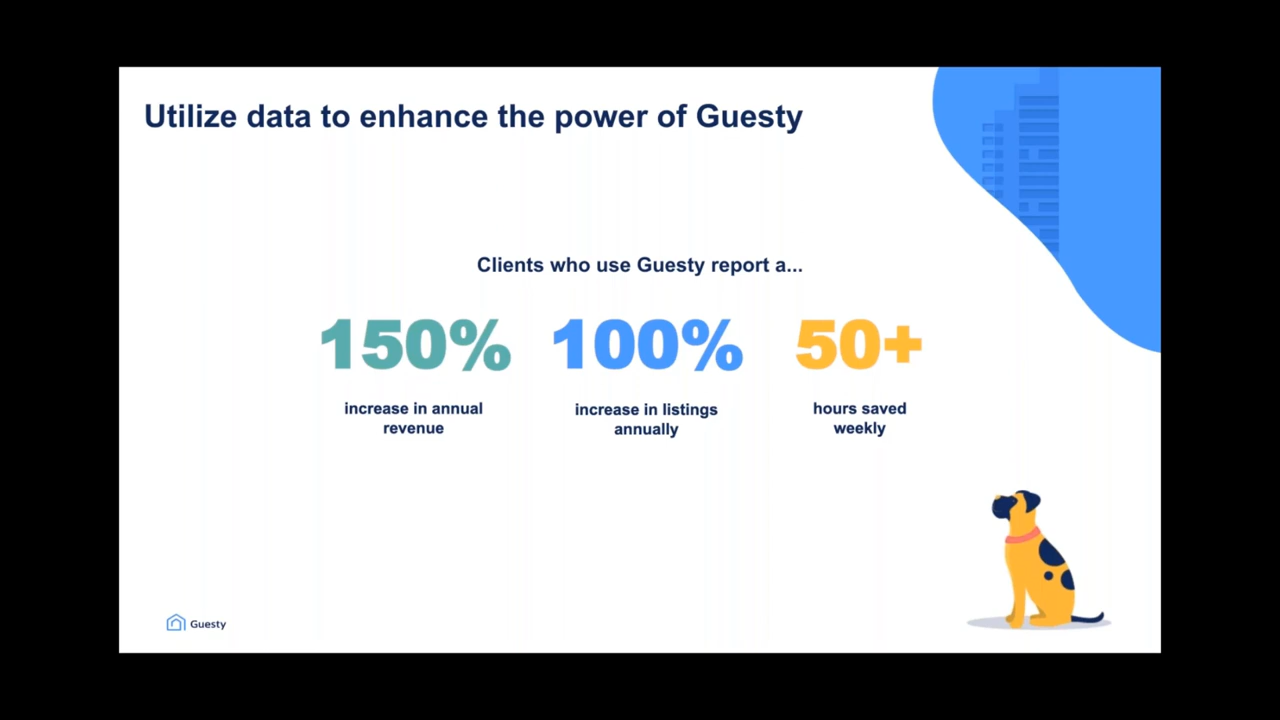 Utilize data to enhance the power of Guesty
Clients who use Guesty report a...
150%
increase in annual
revenue
100%
increase in listings
annually
50+
hours saved
weekly
Guesty